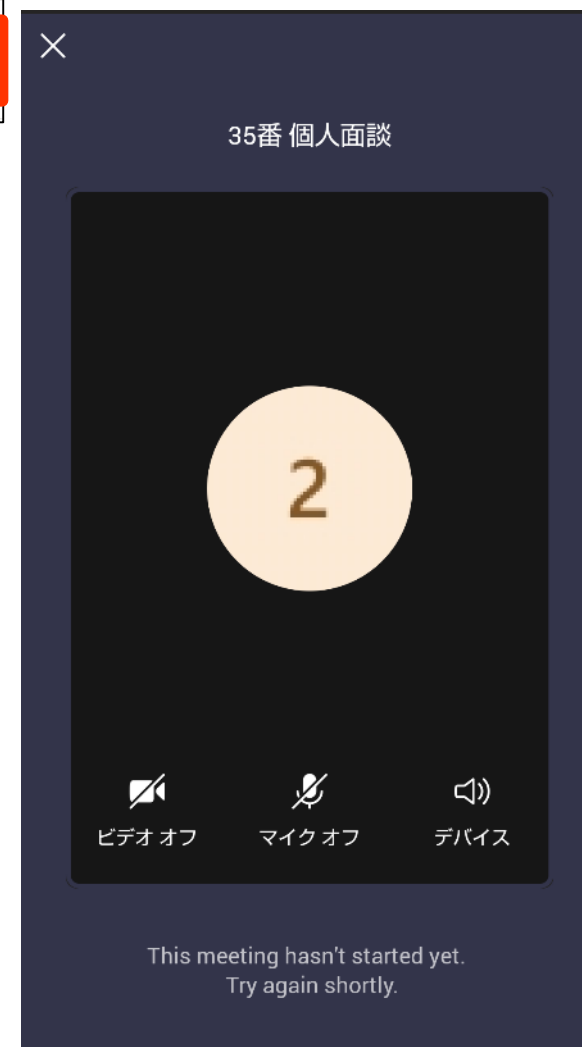 35番 個人面談
2
ビデオ オフ
マイク オフ
デバイス
This meeting hasn't started yet.
Try again shortly.